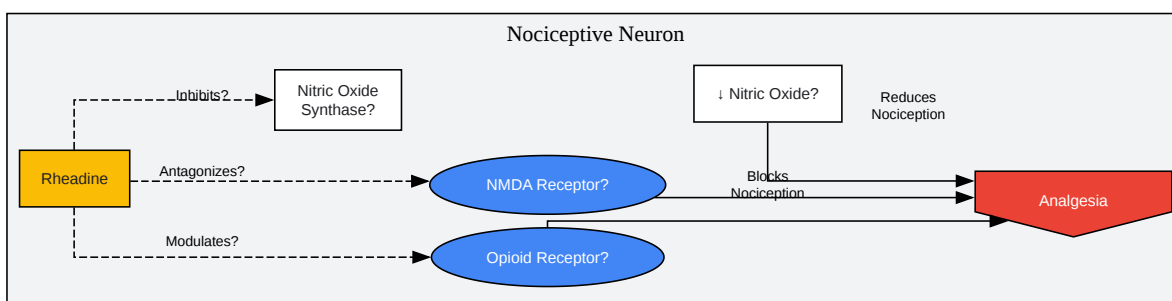 Nociceptive Neuron
Inhibits?
Nitric Oxide
Synthase?
↓ Nitric Oxide?
Reduces
Nociception
Rheadine
Antagonizes?
NMDA Receptor?
Blocks
Nociception
Analgesia
Modulates?
Opioid Receptor?